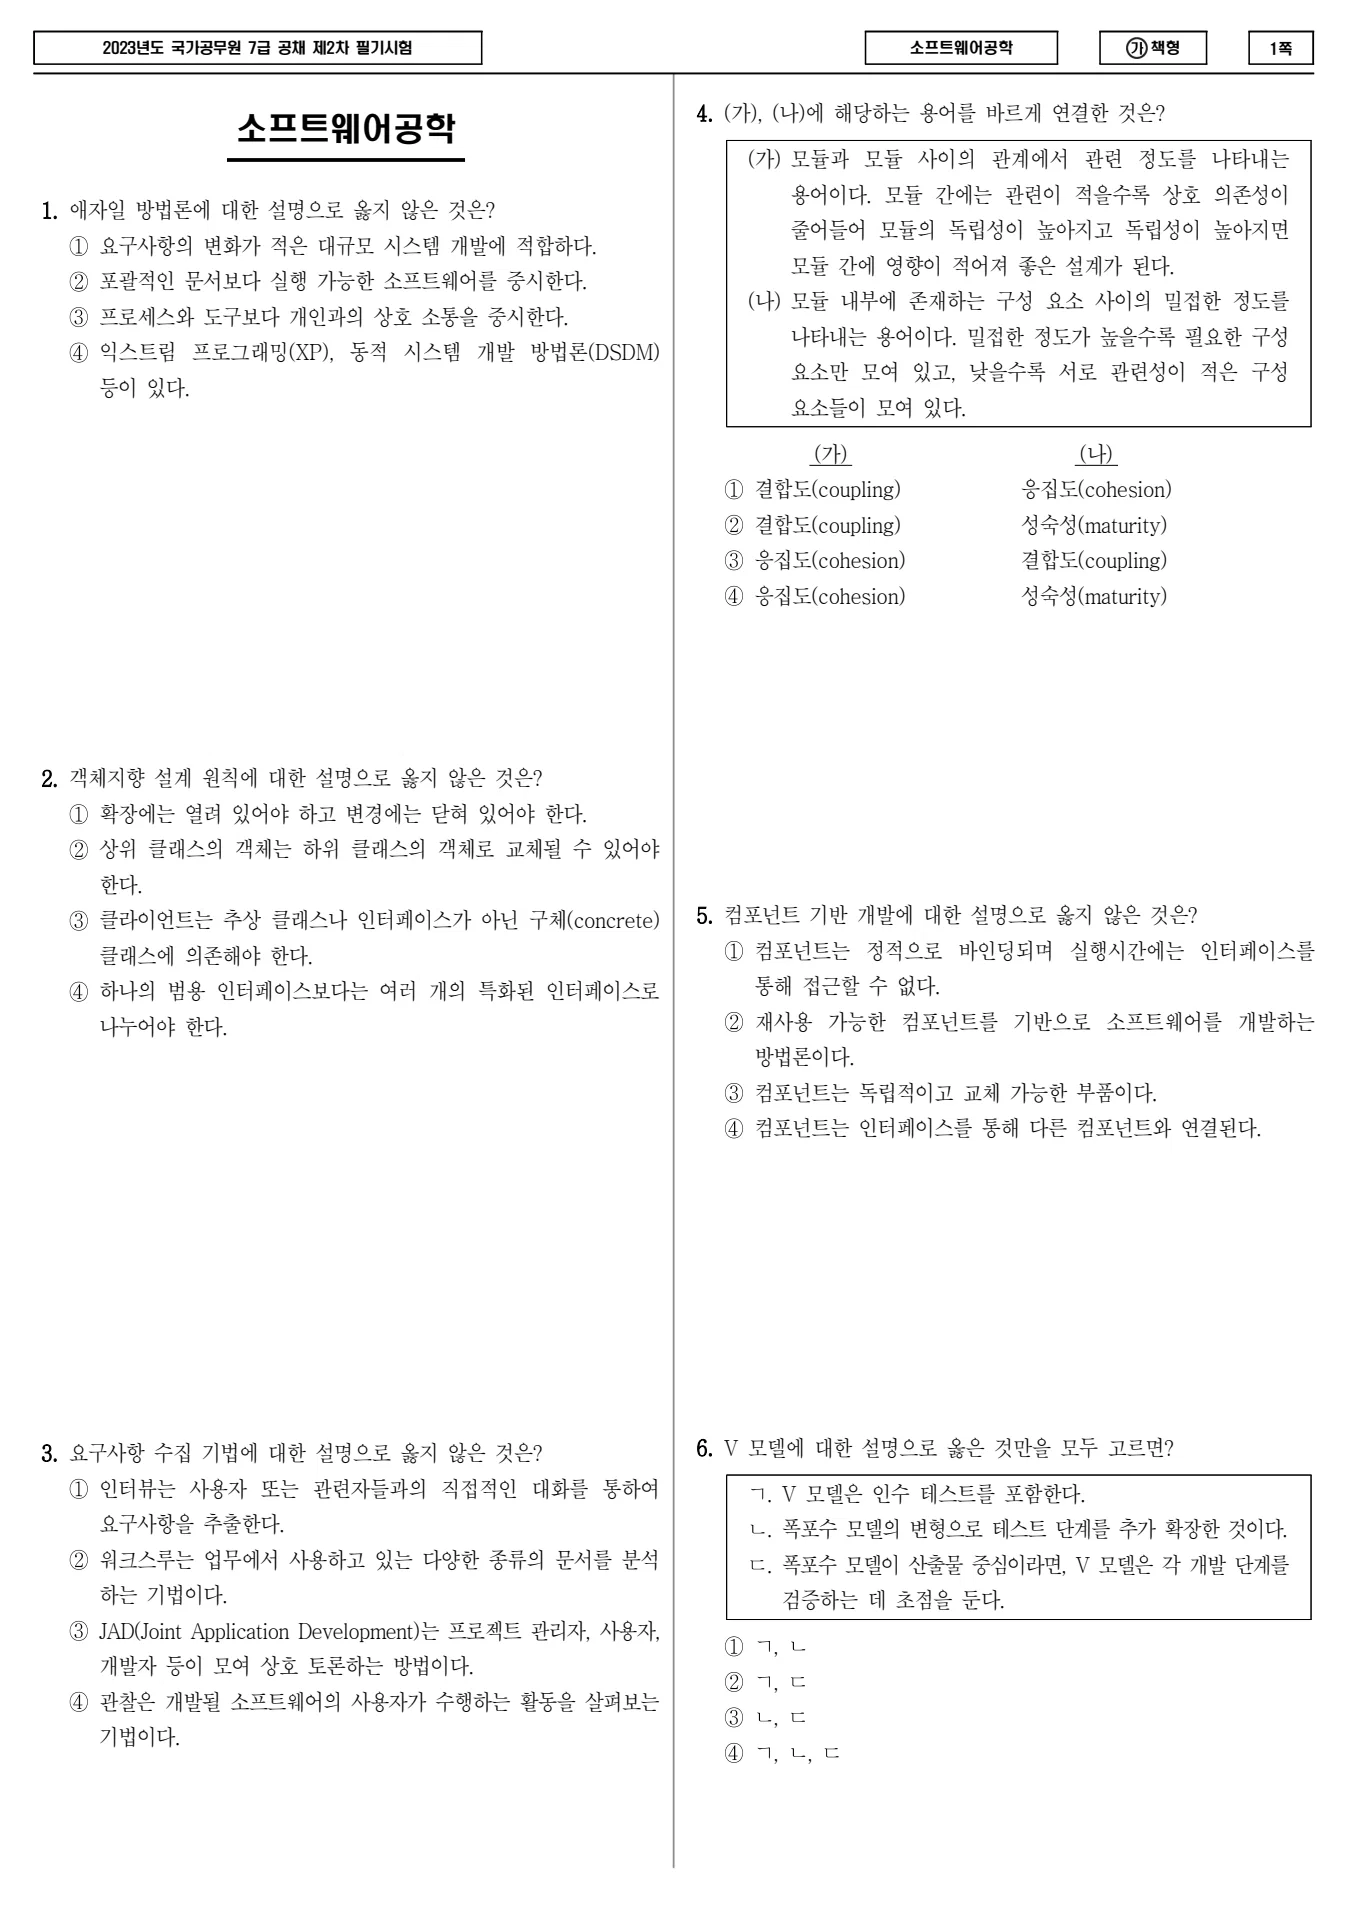 2023년도 국가공무원 7급 공채 제2차 필기시험
소프트웨어공학
㉮책형
1쪽
소프트웨어공학
1. 애자일 방법론에 대한 설명으로 옳지 않은 것은?
① 요구사항의 변화가 적은 대규모 시스템 개발에 적합하다.
② 포괄적인 문서보다 실행 가능한 소프트웨어를 중시한다.
③ 프로세스와 도구보다 개인과의 상호 소통을 중시한다.
④ 익스트림 프로그래밍(XP), 동적 시스템 개발 방법론(DSDM)
등이 있다.
2. 객체지향 설계 원칙에 대한 설명으로 옳지 않은 것은?
① 확장에는 열려 있어야 하고 변경에는 닫혀 있어야 한다.
② 상위 클래스의 객체는 하위 클래스의 객체로 교체될 수 있어야
한다.
③ 클라이언트는 추상 클래스나 인터페이스가 아닌 구체(concrete)
클래스에 의존해야 한다.
④ 하나의 범용 인터페이스보다는 여러 개의 특화된 인터페이스로
나누어야 한다.
3. 요구사항 수집 기법에 대한 설명으로 옳지 않은 것은?
① 인터뷰는 사용자 또는 관련자들과의 직접적인 대화를 통하여
요구사항을 추출한다.
② 워크스루는 업무에서 사용하고 있는 다양한 종류의 문서를 분석
하는 기법이다.
③ JAD(Joint Application Development)는 프로젝트 관리자, 사용자,
개발자 등이 모여 상호 토론하는 방법이다.
④ 관찰은 개발될 소프트웨어의 사용자가 수행하는 활동을 살펴보는
기법이다.
4. (가), (나)에 해당하는 용어를 바르게 연결한 것은?
(가) 모듈과 모듈 사이의 관계에서 관련 정도를 나타내는
용어이다. 모듈 간에는 관련이 적을수록 상호 의존성이
줄어들어 모듈의 독립성이 높아지고 독립성이 높아지면
모듈 간에 영향이 적어져 좋은 설계가 된다.
(나) 모듈 내부에 존재하는 구성 요소 사이의 밀접한 정도를
나타내는 용어이다. 밀접한 정도가 높을수록 필요한 구성
요소만 모여 있고, 낮을수록 서로 관련성이 적은 구성
요소들이 모여 있다.
(가) (나)
① 결합도(coupling) 응집도(cohesion)
② 결합도(coupling) 성숙성(maturity)
③ 응집도(cohesion) 결합도(coupling)
④ 응집도(cohesion) 성숙성(maturity)
5. 컴포넌트 기반 개발에 대한 설명으로 옳지 않은 것은?
① 컴포넌트는 정적으로 바인딩되며 실행시간에는 인터페이스를
통해 접근할 수 없다.
② 재사용 가능한 컴포넌트를 기반으로 소프트웨어를 개발하는
방법론이다.
③ 컴포넌트는 독립적이고 교체 가능한 부품이다.
④ 컴포넌트는 인터페이스를 통해 다른 컴포넌트와 연결된다.
6. V 모델에 대한 설명으로 옳은 것만을 모두 고르면?
ㄱ. V 모델은 인수 테스트를 포함한다.
ㄴ. 폭포수 모델의 변형으로 테스트 단계를 추가 확장한 것이다.
ㄷ. 폭포수 모델이 산출물 중심이라면, V 모델은 각 개발 단계를
검증하는 데 초점을 둔다.
① ㄱ, ㄴ
② ㄱ, ㄷ
③ ㄴ, ㄷ
④ ㄱ, ㄴ, ㄷ